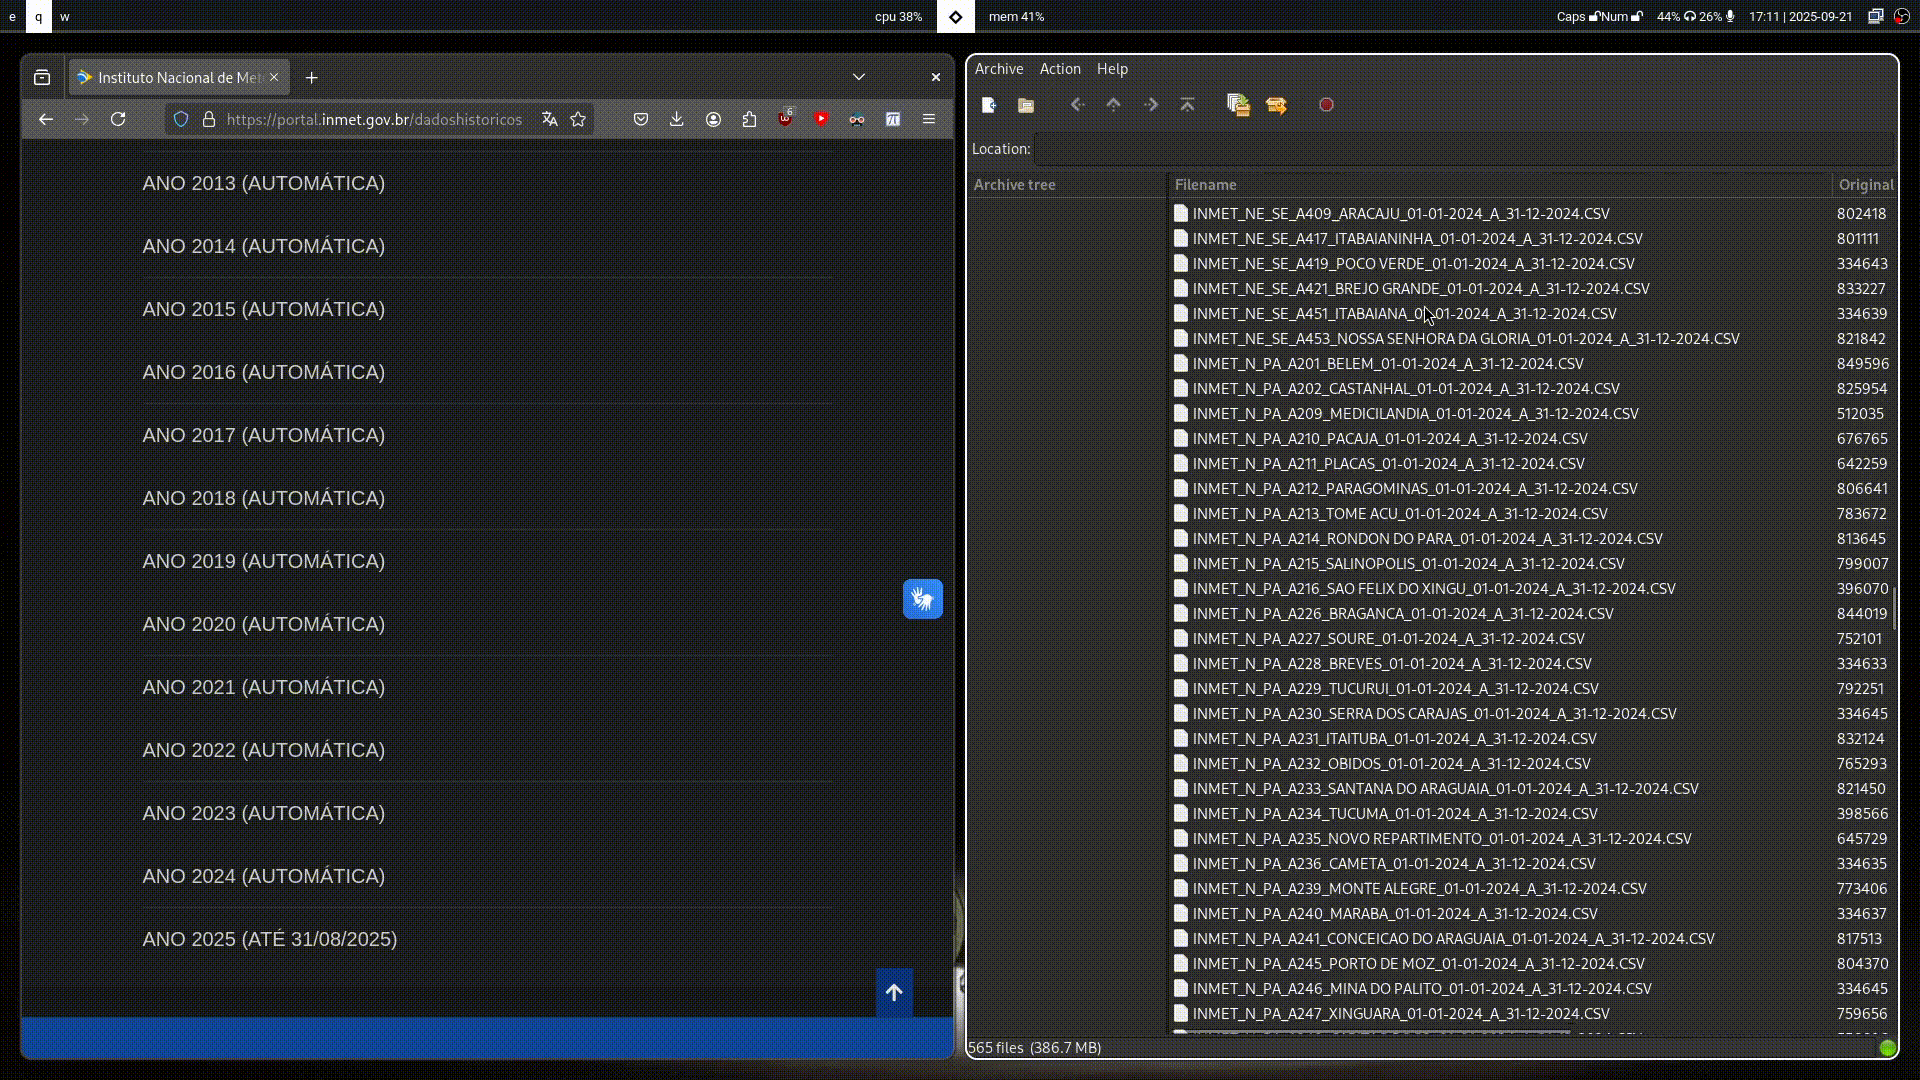 e q w
cpu 38%
mem 41%
Caps Num 44% 26% 17:11 | 2025-09-21
Instituto Nacional de Met
https://portal.inmet.gov.br/dadoshistoricos
6
ANO 2013 (AUTOMÁTICA)
ANO 2014 (AUTOMÁTICA)
ANO 2015 (AUTOMÁTICA)
ANO 2016 (AUTOMÁTICA)
ANO 2017 (AUTOMÁTICA)
ANO 2018 (AUTOMÁTICA)
ANO 2019 (AUTOMÁTICA)
ANO 2020 (AUTOMÁTICA)
ANO 2021 (AUTOMÁTICA)
ANO 2022 (AUTOMÁTICA)
ANO 2023 (AUTOMÁTICA)
ANO 2024 (AUTOMÁTICA)
ANO 2025 (ATÉ 31/08/2025)
Archive Action Help
Location:
Archive tree
Filename Original
INMET_NE_SE_A409_ARACAJU_01-01-2024_A_31-12-2024.CSV 802418
INMET_NE_SE_A417_ITABAIANINHA_01-01-2024_A_31-12-2024.CSV 801111
INMET_NE_SE_A419_POCO VERDE_01-01-2024_A_31-12-2024.CSV 334643
INMET_NE_SE_A421_BREJO GRANDE_01-01-2024_A_31-12-2024.CSV 833227
INMET_NE_SE_A451_ITABAIANA_01-01-2024_A_31-12-2024.CSV 334639
INMET_NE_SE_A453_NOSSA SENHORA DA GLORIA_01-01-2024_A_31-12-2024.CSV 821842
INMET_N_PA_A201_BELEM_01-01-2024_A_31-12-2024.CSV 849596
INMET_N_PA_A202_CASTANHAL_01-01-2024_A_31-12-2024.CSV 825954
INMET_N_PA_A209_MEDICILANDIA_01-01-2024_A_31-12-2024.CSV 512035
INMET_N_PA_A210_PACAJA_01-01-2024_A_31-12-2024.CSV 676765
INMET_N_PA_A211_PLACAS_01-01-2024_A_31-12-2024.CSV 642259
INMET_N_PA_A212_PARAGOMINAS_01-01-2024_A_31-12-2024.CSV 806641
INMET_N_PA_A213_TOME ACU_01-01-2024_A_31-12-2024.CSV 783672
INMET_N_PA_A214_RONDON DO PARA_01-01-2024_A_31-12-2024.CSV 813645
INMET_N_PA_A215_SALINOPOLIS_01-01-2024_A_31-12-2024.CSV 799007
INMET_N_PA_A216_SAO FELIX DO XINGU_01-01-2024_A_31-12-2024.CSV 396070
INMET_N_PA_A226_BRAGANCA_01-01-2024_A_31-12-2024.CSV 844019
INMET_N_PA_A227_SOURE_01-01-2024_A_31-12-2024.CSV 752101
INMET_N_PA_A228_BREVES_01-01-2024_A_31-12-2024.CSV 334633
INMET_N_PA_A229_TUCURUI_01-01-2024_A_31-12-2024.CSV 792251
INMET_N_PA_A230_SERRA DOS CARAJAS_01-01-2024_A_31-12-2024.CSV 334645
INMET_N_PA_A231_ITAITUBA_01-01-2024_A_31-12-2024.CSV 832124
INMET_N_PA_A232_OBIDOS_01-01-2024_A_31-12-2024.CSV 765293
INMET_N_PA_A233_SANTANA DO ARAGUAIA_01-01-2024_A_31-12-2024.CSV 821450
INMET_N_PA_A234_TUCUMA_01-01-2024_A_31-12-2024.CSV 398566
INMET_N_PA_A235_NOVO REPARTIMENTO_01-01-2024_A_31-12-2024.CSV 645729
INMET_N_PA_A236_CAMETA_01-01-2024_A_31-12-2024.CSV 334635
INMET_N_PA_A239_MONTE ALEGRE_01-01-2024_A_31-12-2024.CSV 773406
INMET_N_PA_A240_MARABA_01-01-2024_A_31-12-2024.CSV 334637
INMET_N_PA_A241_CONCEICAO DO ARAGUAIA_01-01-2024_A_31-12-2024.CSV 817513
INMET_N_PA_A245_PORTO DE MOZ_01-01-2024_A_31-12-2024.CSV 804370
INMET_N_PA_A246_MINA DO PALITO_01-01-2024_A_31-12-2024.CSV 334645
INMET_N_PA_A247_XINGUARA_01-01-2024_A_31-12-2024.CSV 759656
565 files (386.7 MB)